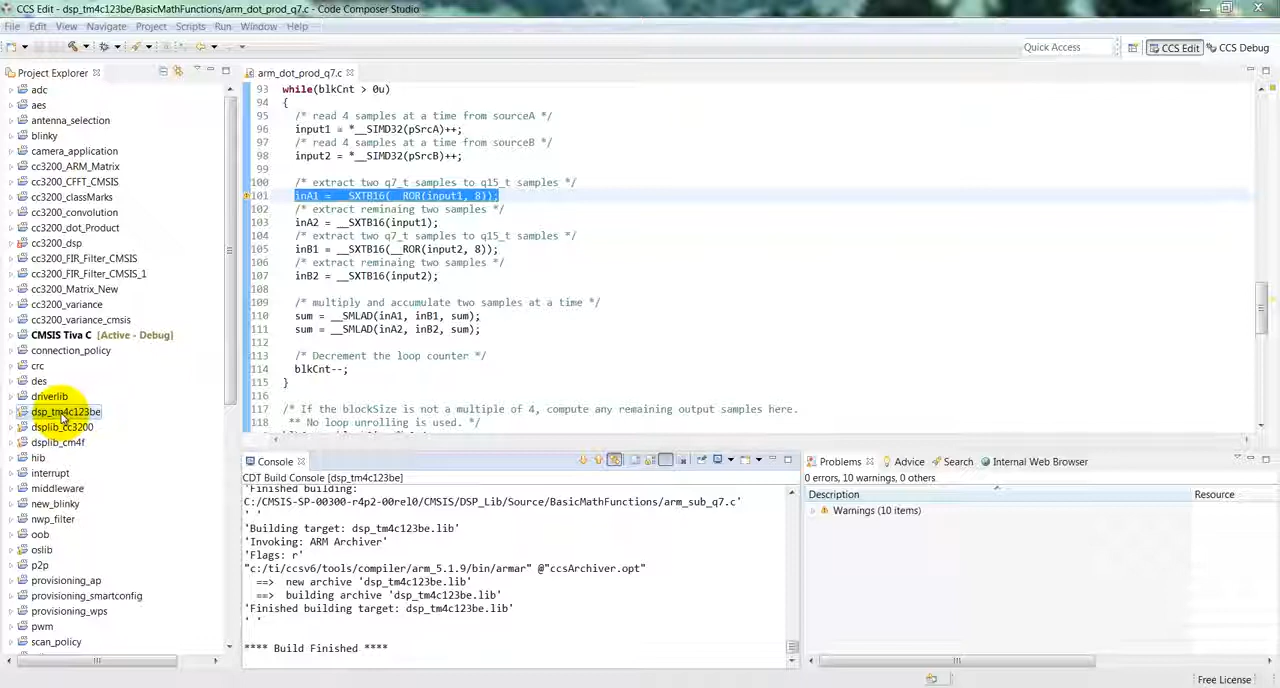 CCS Edit - dsp_tm4c123be/BasicMathFunctions/arm_dot_prod_q7.c - Code Composer Studio
File Edit View Navigate Project Scripts Run Window Help
Quick Access
CCS Edit
CCS Debug
Project Explorer
adc
aes
antenna_selection
blinky
camera_application
cc3200_ARM_Matrix
cc3200_CFFT_CMSIS
cc3200_classMarks
cc3200_convolution
cc3200_dot_Product
cc3200_dsp
cc3200_FIR_Filter_CMSIS
cc3200_FIR_Filter_CMSIS_1
cc3200_Matrix_New
cc3200_variance
cc3200_variance_cmsis
CMSIS Tiva C [Active - Debug]
connection_policy
crc
des
driverlib
dsp_tm4c123be
dsplib_cc3200
dsplib_cm4f
hib
interrupt
middleware
new_blinky
nwp_filter
oob
oslib
p2p
provisioning_ap
provisioning_smartconfig
provisioning_wps
pwm
scan_policy
arm_dot_prod_q7.c
93 while(blkCnt > 0u)
94 {
95 /* read 4 samples at a time from sourceA */
96 input1 = *__SIMD32(pSrcA)++;
97 /* read 4 samples at a time from sourceB */
98 input2 = *__SIMD32(pSrcB)++;
99
100 /* extract two q7_t samples to q15_t samples */
101 inA1 = __SXTB16(__ROR(input1, 8));
102 /* extract reminaing two samples */
103 inA2 = __SXTB16(input1);
104 /* extract two q7_t samples to q15_t samples */
105 inB1 = __SXTB16(__ROR(input2, 8));
106 /* extract reminaing two samples */
107 inB2 = __SXTB16(input2);
108
109 /* multiply and accumulate two samples at a time */
110 sum = __SMLAD(inA1, inB1, sum);
111 sum = __SMLAD(inA2, inB2, sum);
112
113 /* Decrement the loop counter */
114 blkCnt--;
115 }
116
117 /* If the blockSize is not a multiple of 4, compute any remaining output samples here.
118 ** No loop unrolling is used. */
Console
CDT Build Console [dsp_tm4c123be]
'Finished building:
C:/CMSIS-SP-00300-r4p2-00rel0/CMSIS/DSP_Lib/Source/BasicMathFunctions/arm_sub_q7.c'
' '
'Building target: dsp_tm4c123be.lib'
'Invoking: ARM Archiver'
'Flags: r'
"c:/ti/ccsv6/tools/compiler/arm_5.1.9/bin/armar" @"ccsArchiver.opt"
==> new archive 'dsp_tm4c123be.lib'
==> building archive 'dsp_tm4c123be.lib'
'Finished building target: dsp_tm4c123be.lib'
' '
**** Build Finished ****
Problems Advice Search Internal Web Browser
0 errors, 10 warnings, 0 others
Description Resource
Warnings (10 items)
Free License